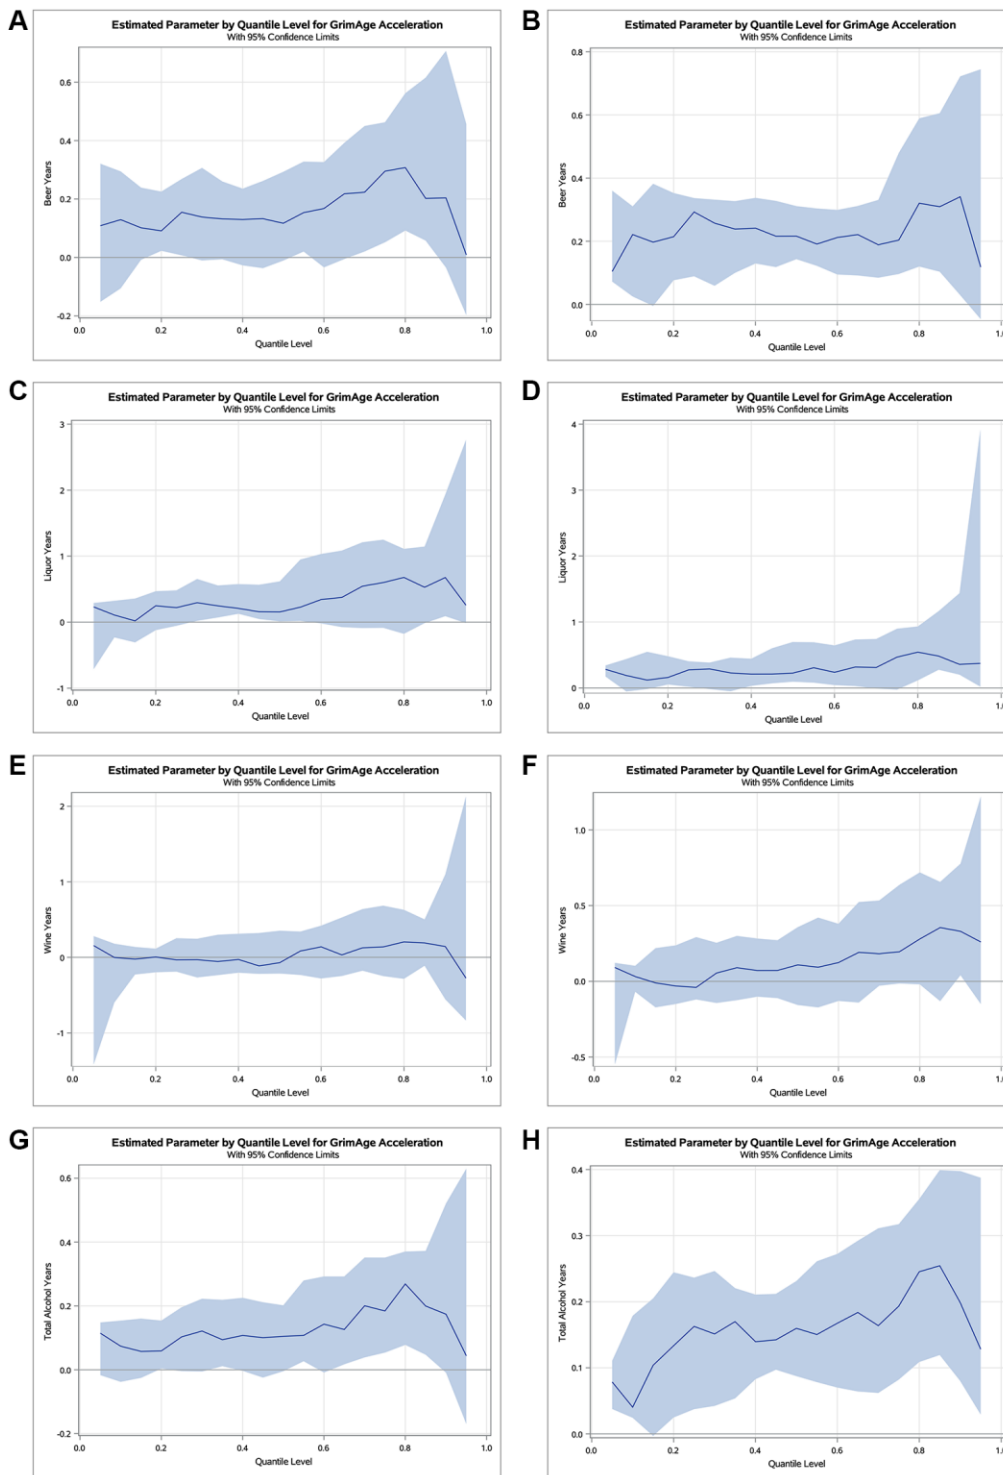 A
Estimated Parameter by Quantile Level for GrimAge Acceleration
With 95% Confidence Limits
Beer Years
0.6
0.4
0.2
0.0
-0.2
0.0 0.2 0.4 0.6 0.8 1.0
Quantile Level
B
Estimated Parameter by Quantile Level for GrimAge Acceleration
With 95% Confidence Limits
Beer Years
0.8
0.6
0.4
0.2
0.0
0.0 0.2 0.4 0.6 0.8 1.0
Quantile Level
C
Estimated Parameter by Quantile Level for GrimAge Acceleration
With 95% Confidence Limits
Liquor Years
3
2
1
0
-1
0.0 0.2 0.4 0.6 0.8 1.0
Quantile Level
D
Estimated Parameter by Quantile Level for GrimAge Acceleration
With 95% Confidence Limits
Liquor Years
4
3
2
1
0
0.0 0.2 0.4 0.6 0.8 1.0
Quantile Level
E
Estimated Parameter by Quantile Level for GrimAge Acceleration
With 95% Confidence Limits
Wine Years
2
1
0
-1
0.0 0.2 0.4 0.6 0.8 1.0
Quantile Level
F
Estimated Parameter by Quantile Level for GrimAge Acceleration
With 95% Confidence Limits
Wine Years
1.0
0.5
0.0
-0.5
0.0 0.2 0.4 0.6 0.8 1.0
Quantile Level
G
Estimated Parameter by Quantile Level for GrimAge Acceleration
With 95% Confidence Limits
Total Alcohol Years
0.6
0.4
0.2
0.0
-0.2
0.0 0.2 0.4 0.6 0.8 1.0
Quantile Level
H
Estimated Parameter by Quantile Level for GrimAge Acceleration
With 95% Confidence Limits
Total Alcohol Years
0.4
0.3
0.2
0.1
0.0
0.0 0.2 0.4 0.6 0.8 1.0
Quantile Level